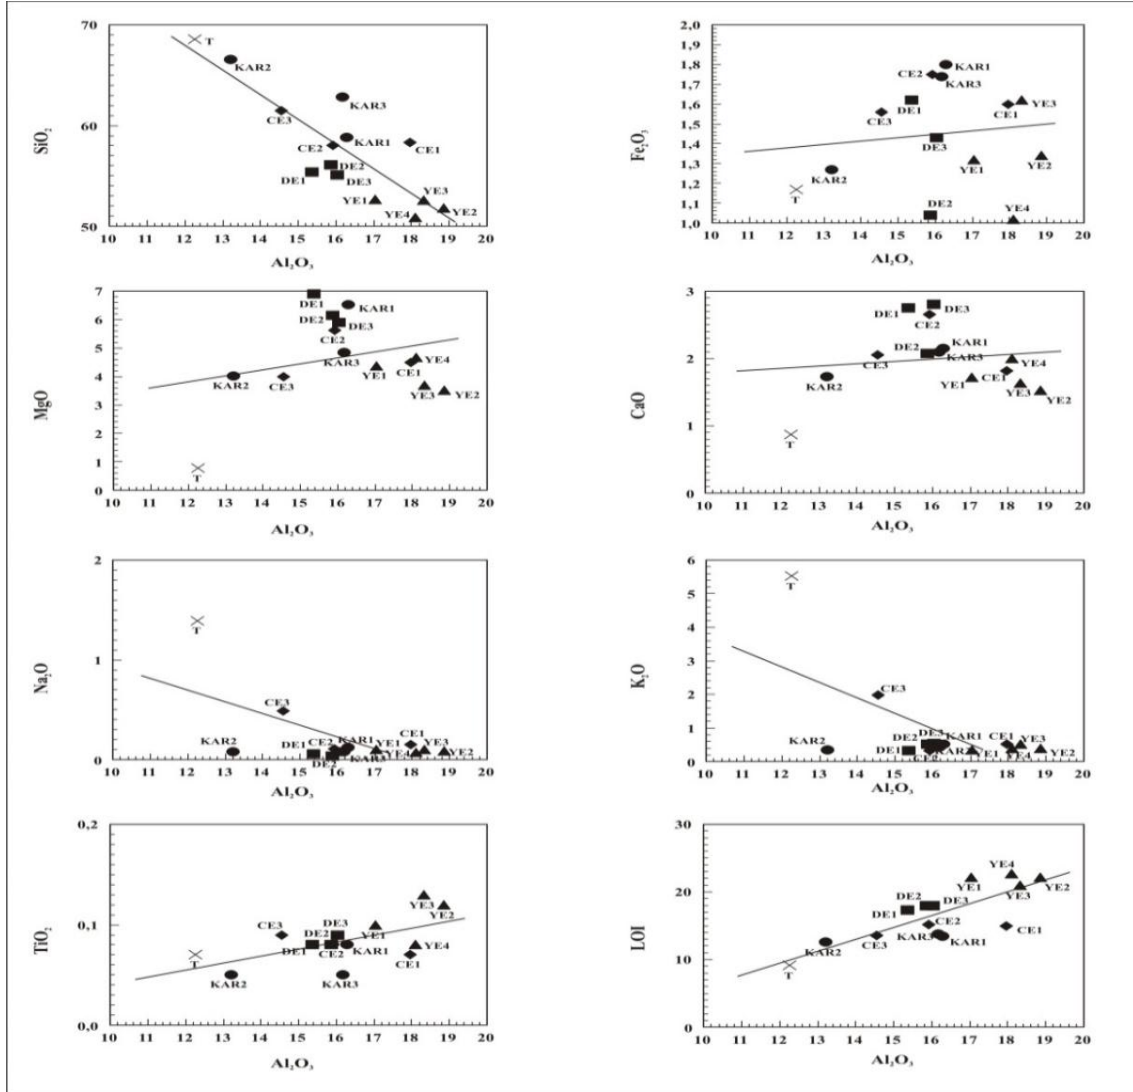 70
T
KAR2
KAR3
60
CE3
KAR1
CE2
CE1
SiO₂
DE2
DE1
DE3
YE3
YE1
YE2
YE4
50
10 11 12 13 14 15 16 17 18 19 20
Al₂O₃
2,0
1,9
1,8
KAR1
CE2
KAR3
1,7
1,6
DE1
YE3
CE1
CE3
1,5
Fe₂O₃
1,4
DE3
1,3
YE1
YE2
KAR2
1,2
T
1,1
DE2
YE4
1,0
10 11 12 13 14 15 16 17 18 19 20
Al₂O₃
7
DE1
KAR1
6
DE2
DE3
CE2
5
KAR3
YE4
CE1
4
KAR2
CE3
YE1
YE3
YE2
MgO
3
2
1
T
0
10 11 12 13 14 15 16 17 18 19 20
Al₂O₃
3
DE1
DE3
CE2
DE2
KAR1
2
CE3
KAR3
YE4
KAR2
YE1
CE1
YE3
YE2
CaO
1
T
0
10 11 12 13 14 15 16 17 18 19 20
Al₂O₃
2
T
1
Na₂O
CE3
KAR2
DE1
CE2
KAR1
YE1
CE1
YE3
DE2
KAR3
YE4
YE2
0
10 11 12 13 14 15 16 17 18 19 20
Al₂O₃
6
T
5
4
3
K₂O
2
CE3
1
KAR2
DE1
DE2
DE3
KAR1
CE1
YE3
CE2
KAR3
YE1
YE4
YE2
0
10 11 12 13 14 15 16 17 18 19 20
Al₂O₃
0,2
YE3
YE2
0,1
CE3
DE3
DE2
YE1
TiO₂
DE1
CE2
KAR1
YE4
T
CE1
KAR2
KAR3
0,0
10 11 12 13 14 15 16 17 18 19 20
Al₂O₃
30
YE4
YE1
YE3
YE2
20
DE2
DE3
DE1
CE2
CE1
LOI
KAR2
CE3
KAR3
KAR1
10
T
0
10 11 12 13 14 15 16 17 18 19 20
Al₂O₃